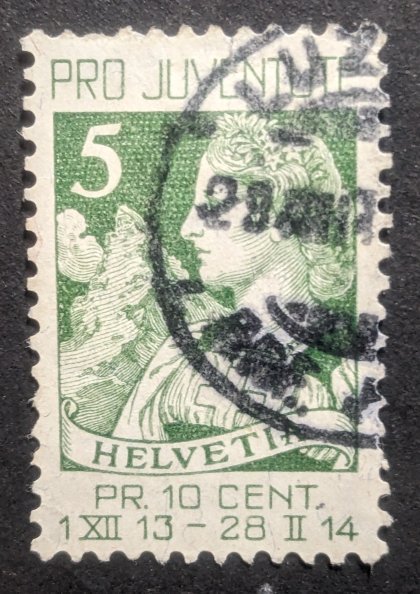 PRO JUVENTUTE
5
HELVETIA
PR. 10 CENT.
1 XII 13 – 28 II 14